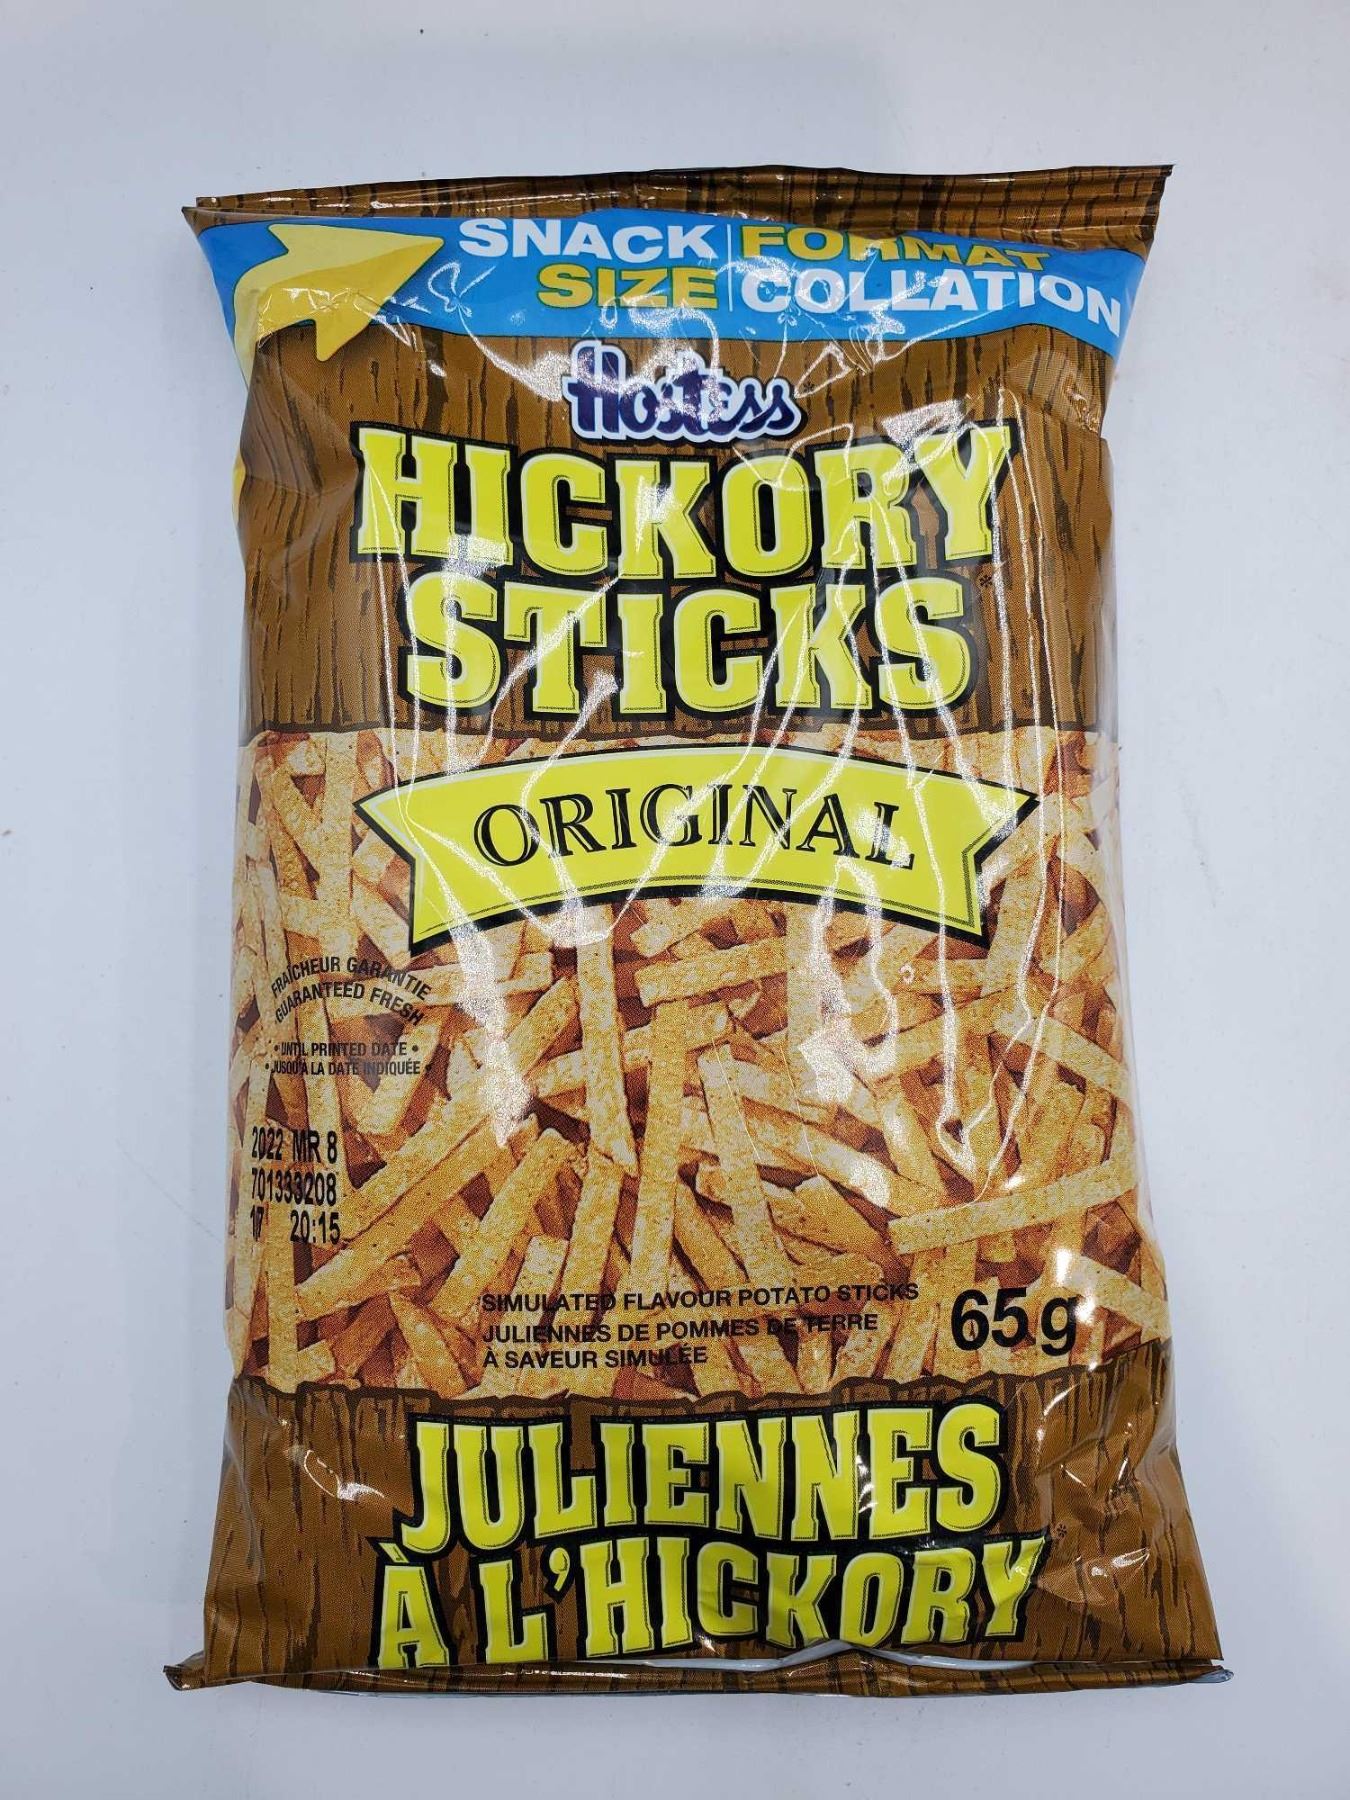 SNACK SIZE
FORMAT COLLATION
Hostess
HICKORY
STICKS
ORIGINAL
FRAÎCHEUR GARANTIE
GUARANTEED FRESH
• UNTIL PRINTED DATE •
• JUSQU'À LA DATE INDIQUÉE •
2022 MR 8
701333208
17 20:15
SIMULATED FLAVOUR POTATO STICKS
JULIENNES DE POMMES DE TERRE
À SAVEUR SIMULÉE
65 g
JULIENNES
À L'HICKORY